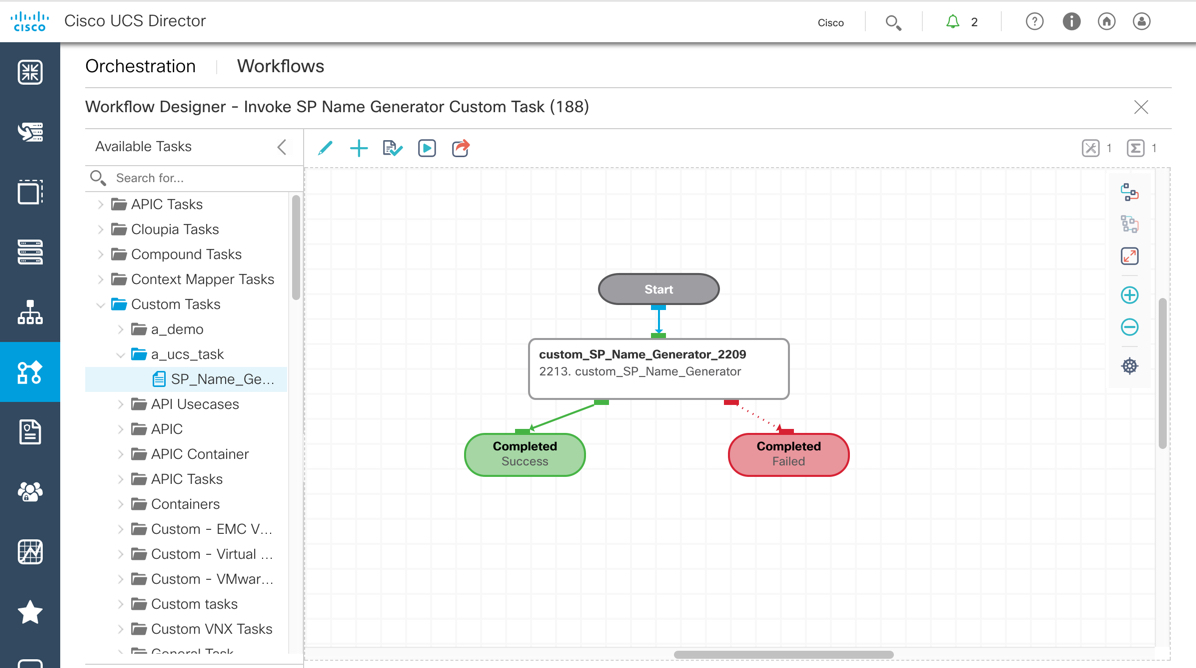 CISCO
Cisco UCS Director
Cisco
2
Orchestration
Workflows
Workflow Designer - Invoke SP Name Generator Custom Task (188)
Available Tasks
1
1
Search for...
APIC Tasks
Cloupia Tasks
Compound Tasks
Context Mapper Tasks
Custom Tasks
a_demo
a_ucs_task
SP_Name_Ge...
API Usecases
APIC
APIC Container
APIC Tasks
Containers
Custom - EMC V...
Custom - Virtual ...
Custom - VMwar...
Custom tasks
Custom VNX Tasks
General Task
Start
custom_SP_Name_Generator_2209
2213. custom_SP_Name_Generator
Completed
Success
Completed
Failed